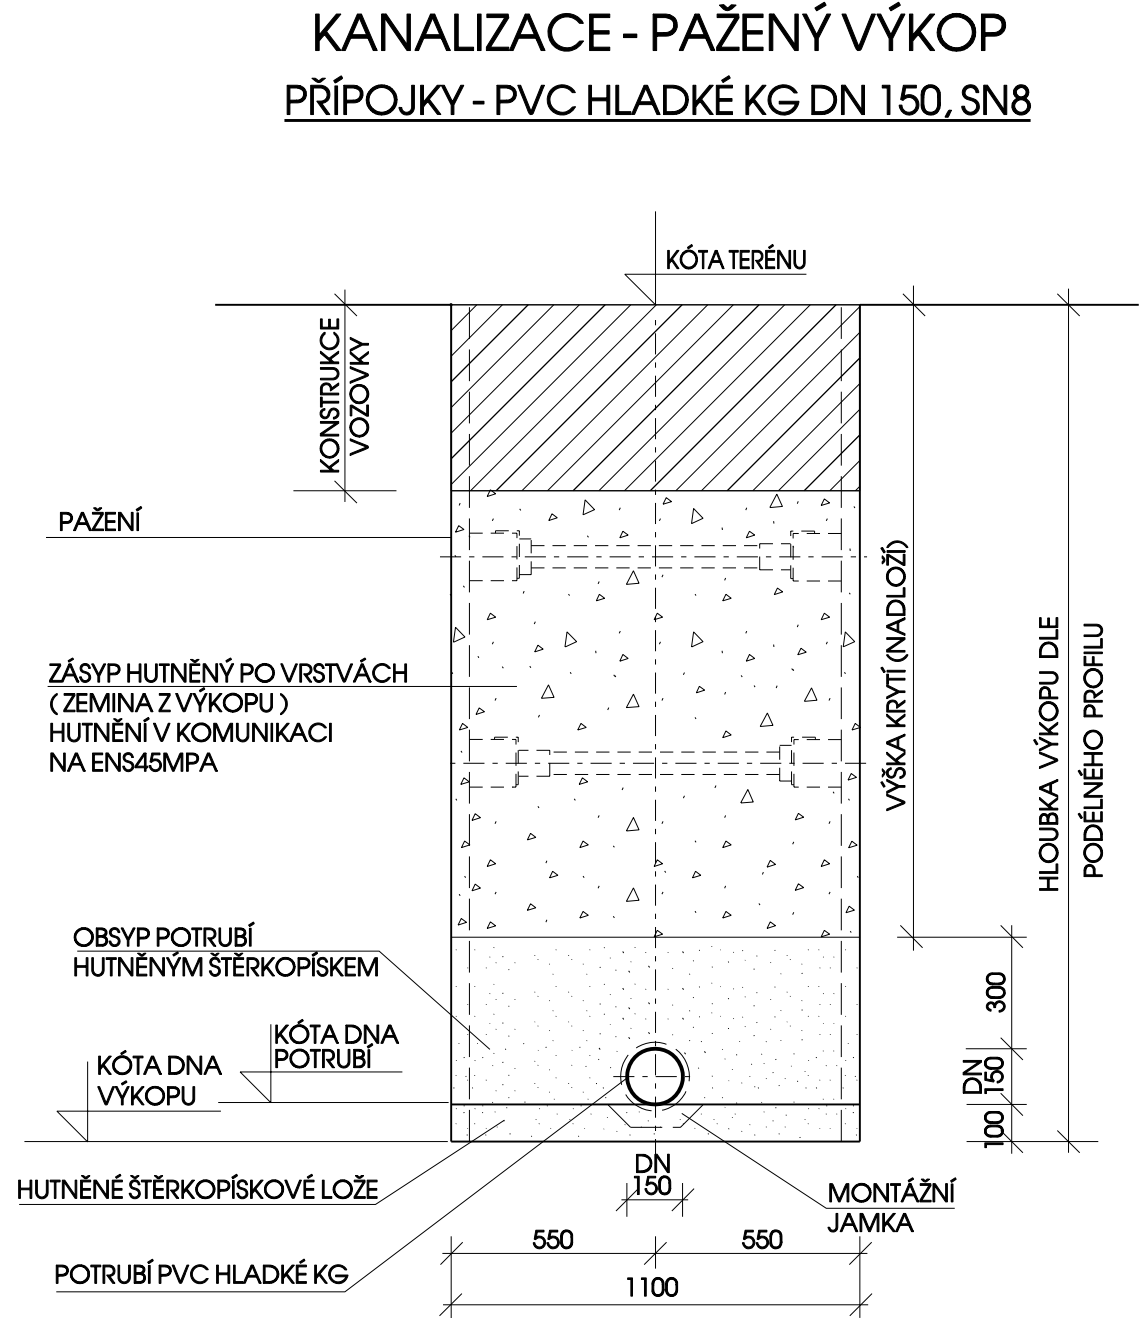 KANALIZACE - PAŽENÝ VÝKOP
PŘÍPOJKY - PVC HLADKÉ KG DN 150, SN8
KÓTA TERÉNU
KONSTRUKCE
VOZOVKY
PAŽENÍ
ZÁSYP HUTNĚNÝ PO VRSTVÁCH
( ZEMINA Z VÝKOPU )
HUTNĚNÍ V KOMUNIKACI
NA ENS45MPA
VÝŠKA KRYTÍ (NADLOŽÍ)
HLOUBKA VÝKOPU DLE
PODÉLNÉHO PROFILU
OBSYP POTRUBÍ
HUTNĚNÝM ŠTĚRKOPÍSKEM
300
KÓTA DNA
POTRUBÍ
KÓTA DNA
VÝKOPU
DN
150
100
HUTNĚNÉ ŠTĚRKOPÍSKOVÉ LOŽE
DN
150
MONTÁŽNÍ
JAMKA
550
550
POTRUBÍ PVC HLADKÉ KG
1100